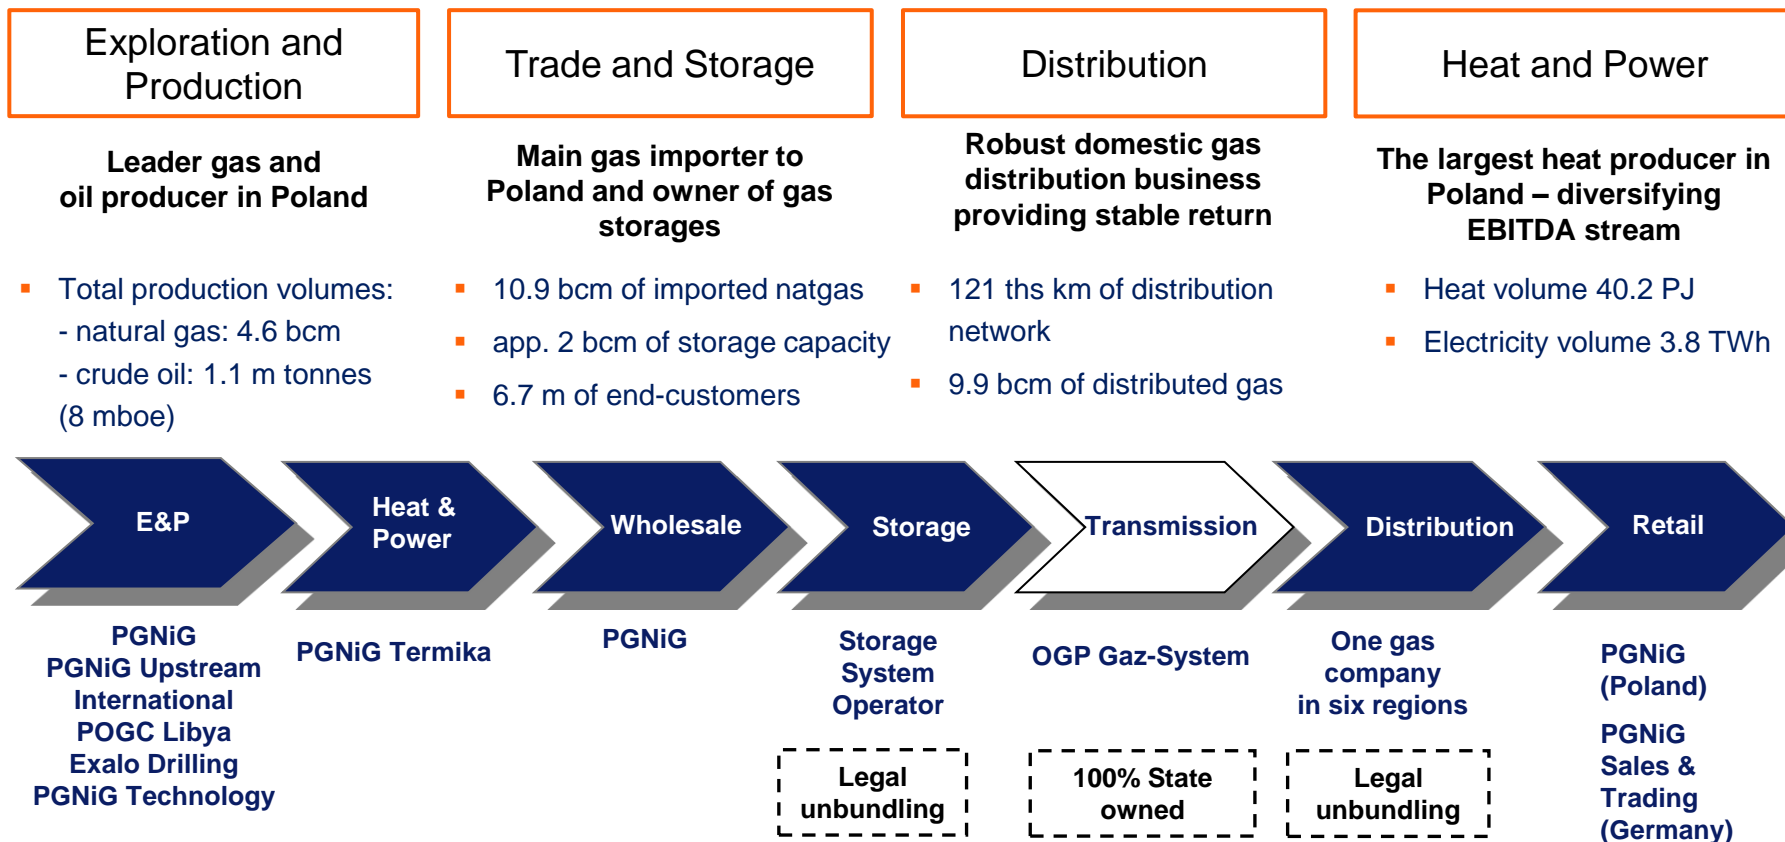 Exploration and
Production
Trade and Storage
Distribution
Heat and Power
Leader gas and
oil producer in Poland
Main gas importer to
Poland and owner of gas
storages
Robust domestic gas
distribution business
providing stable return
The largest heat producer in
Poland – diversifying
EBITDA stream
▪ Total production volumes:
- natural gas: 4.6 bcm
- crude oil: 1.1 m tonnes
(8 mboe)
▪ 10.9 bcm of imported natgas
▪ app. 2 bcm of storage capacity
▪ 6.7 m of end-customers
▪ 121 ths km of distribution
network
▪ 9.9 bcm of distributed gas
▪ Heat volume 40.2 PJ
▪ Electricity volume 3.8 TWh
E&P
Heat &
Power
Wholesale
Storage
Transmission
Distribution
Retail
PGNiG
PGNiG Upstream
International
POGC Libya
Exalo Drilling
PGNiG Technology
PGNiG Termika
PGNiG
Storage
System
Operator
OGP Gaz-System
One gas
company
in six regions
PGNiG
(Poland)
PGNiG
Sales &
Trading
(Germany)
Legal
unbundling
100% State
owned
Legal
unbundling